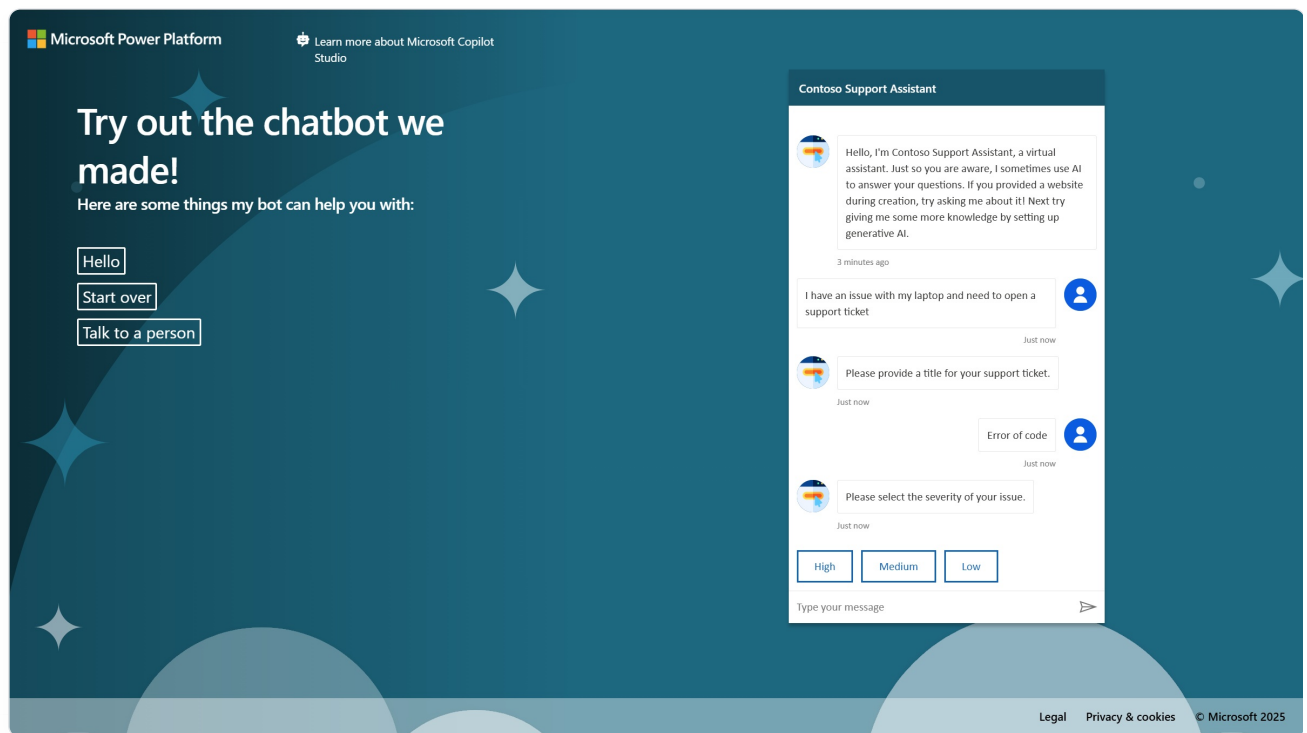 Microsoft Power Platform
Learn more about Microsoft Copilot
Studio
Try out the chatbot we
made!
Here are some things my bot can help you with:
Hello
Start over
Talk to a person
Contoso Support Assistant
Hello, I'm Contoso Support Assistant, a virtual
assistant. Just so you are aware, I sometimes use AI
to answer your questions. If you provided a website
during creation, try asking me about it! Next try
giving me some more knowledge by setting up
generative AI.
3 minutes ago
I have an issue with my laptop and need to open a
support ticket
Just now
Please provide a title for your support ticket.
Just now
Error of code
Just now
Please select the severity of your issue.
Just now
High
Medium
Low
Type your message
Legal
Privacy & cookies
© Microsoft 2025